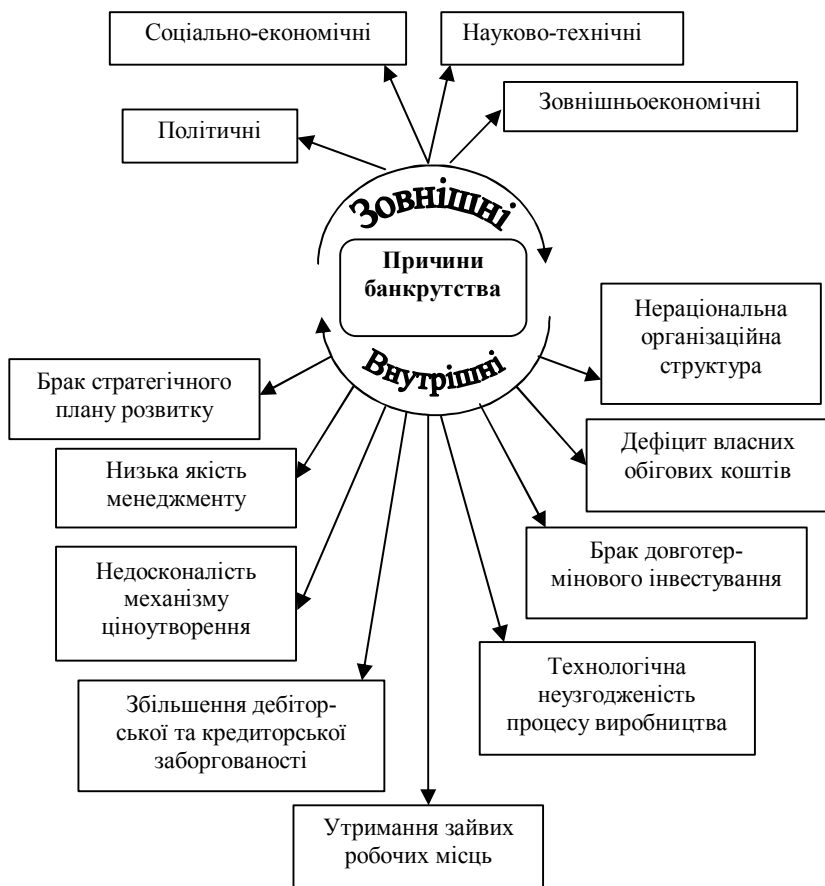 Соціально-економічні
Науково-технічні
Політичні
Зовнішньоекономічні
Зовнішні
Причини
банкрутства
Внутрішні
Нераціональна
організаційна
структура
Брак стратегічного
плану розвитку
Дефіцит власних
обігових коштів
Низька якість
менеджменту
Брак довготер-
мінового інвестування
Недосконалість
механізму
ціноутворення
Технологічна
неузгодженість
процесу виробництва
Збільшення дебітор-
ської та кредиторської
заборгованості
Утримання зайвих
робочих місць